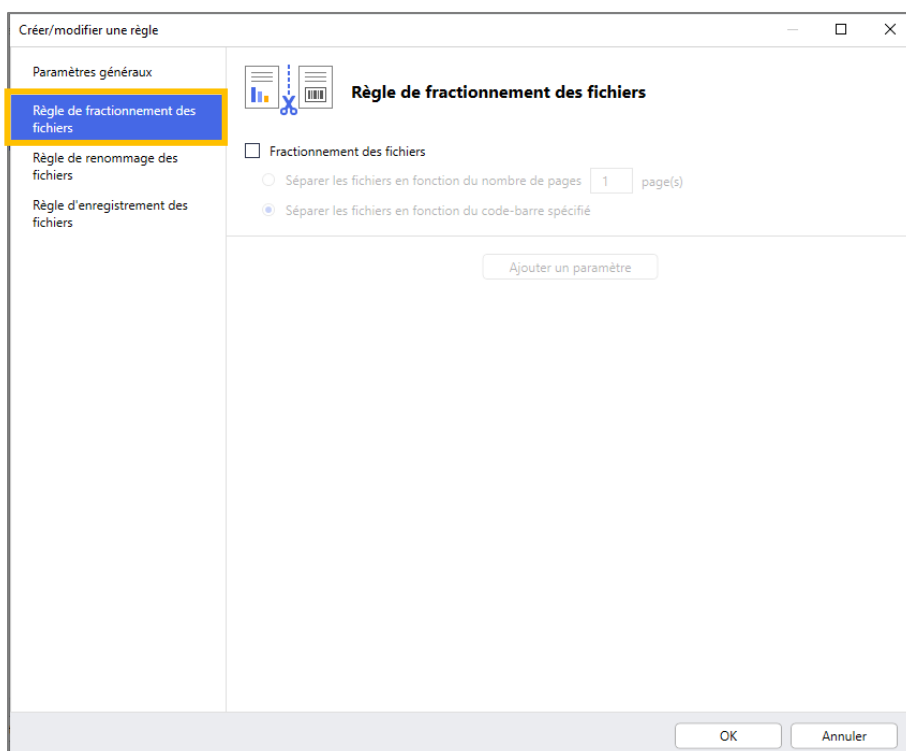 Créer/modifier une règle
Paramètres généraux
Règle de fractionnement des
fichiers
Règle de renommage des
fichiers
Règle d'enregistrement des
fichiers
Règle de fractionnement des fichiers
Fractionnement des fichiers
Séparer les fichiers en fonction du nombre de pages 1 page(s)
Séparer les fichiers en fonction du code-barre spécifié
Ajouter un paramètre
OK Annuler